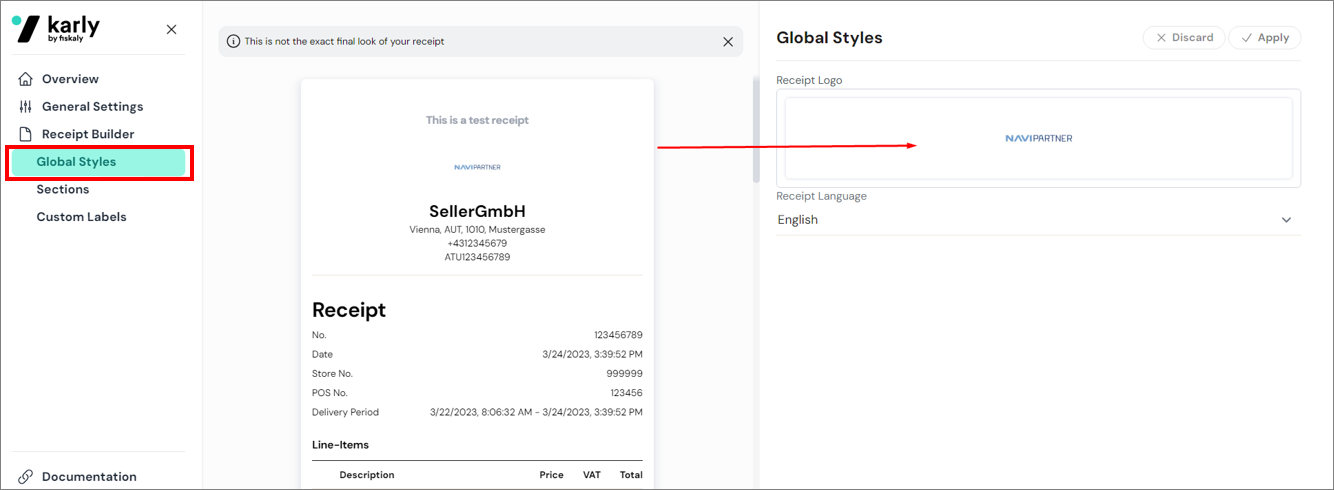 karly
by fiskaly
Overview
General Settings
Receipt Builder
Global Styles
Sections
Custom Labels
Documentation
This is not the exact final look of your receipt
This is a test receipt
NAVIPARTNER
SellerGmbH
Vienna, AUT, 1010, Mustergasse
+4312345679
ATU123456789
Receipt
No. 123456789
Date 3/24/2023, 3:39:52 PM
Store No. 999999
POS No. 123456
Delivery Period 3/22/2023, 8:06:32 AM - 3/24/2023, 3:39:52 PM
Line-Items
Description Price VAT Total
Global Styles
Discard Apply
Receipt Logo
NAVIPARTNER
Receipt Language
English